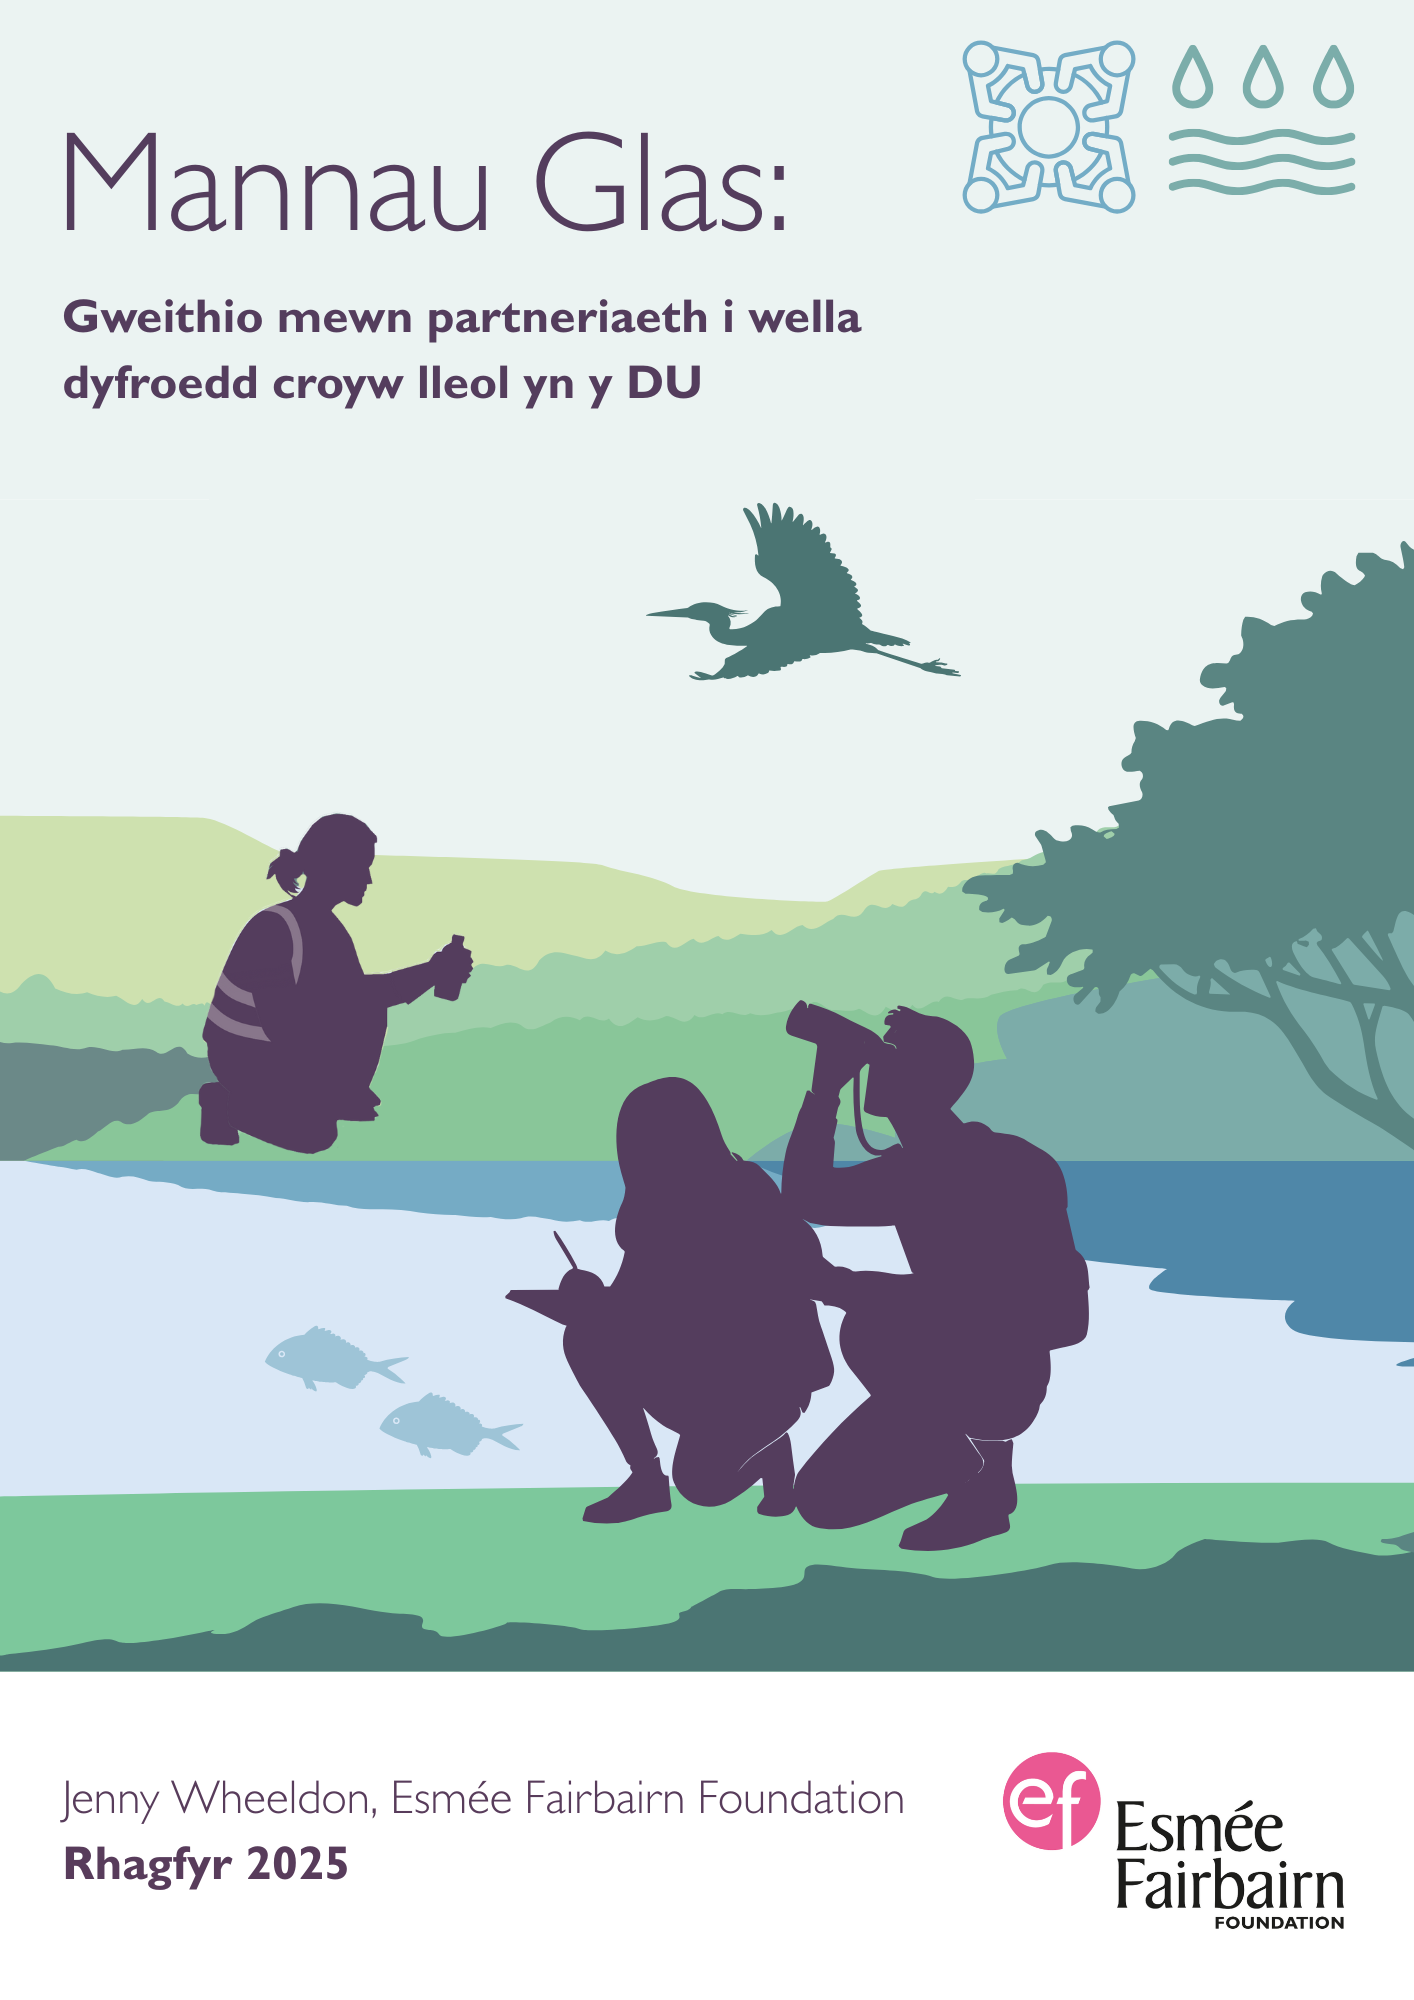 Mannau Glas:
Gweithio mewn partneriaeth i wella
dyfroedd croyw lleol yn y DU
Jenny Wheeldon, Esmée Fairbairn Foundation
Rhagfyr 2025
ef
Esmée
Fairbairn
FOUNDATION